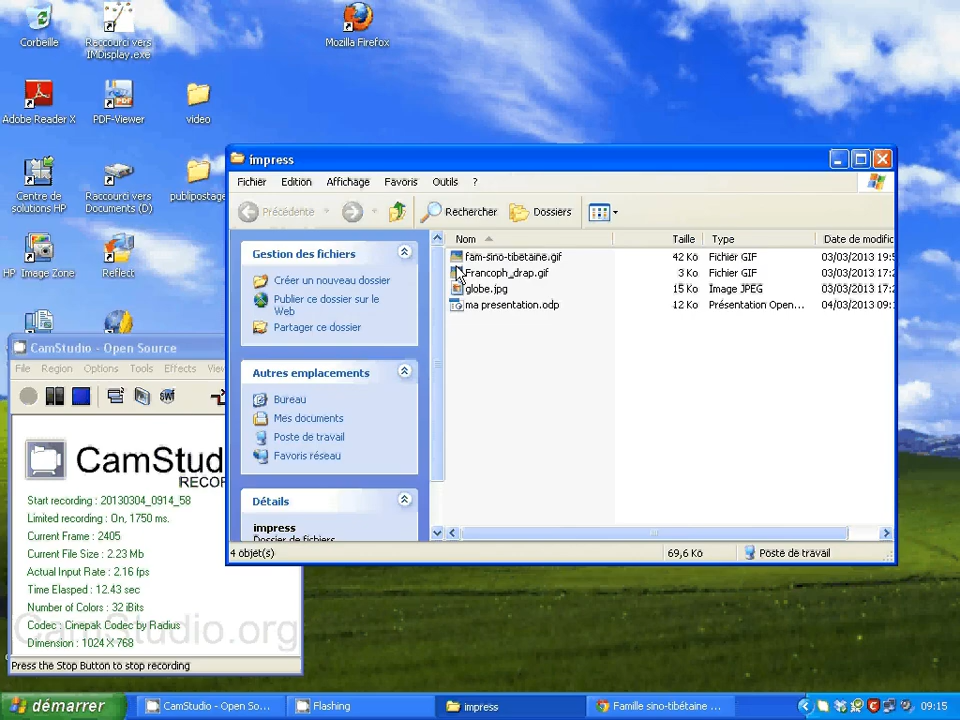 Corbeille
Raccourci vers
IMDisplay.exe
Mozilla Firefox
Adobe Reader X
PDF-Viewer
video
Centre de
solutions HP
Raccourci vers
Documents (D)
publipostage
HP Image Zone
Reflect
impress
Fichier Edition Affichage Favoris Outils ?
Précédente Rechercher Dossiers
Gestion des fichiers
Créer un nouveau dossier
Publier ce dossier sur le
Web
Partager ce dossier
Autres emplacements
Bureau
Mes documents
Poste de travail
Favoris réseau
Détails
impress
Dossier de fichiers
Nom Taille Type Date de modific
fam-sino-tibetaine.gif 42 Ko Fichier GIF 03/03/2013 19:5
Francoph_drap.gif 3 Ko Fichier GIF 03/03/2013 17:2
globe.jpg 15 Ko Image JPEG 03/03/2013 17:2
ma presentation.odp 12 Ko Présentation Open... 04/03/2013 09:1
4 objet(s) 69,6 Ko Poste de travail
CamStudio - Open Source
File Region Options Tools Effects View
SWF
CamStud
RECO
Start recording : 20130304_0914_58
Limited recording : On, 1750 ms.
Current Frame : 2405
Current File Size : 2.23 Mb
Actual Input Rate : 2.16 fps
Time Elasped : 12.43 sec
Number of Colors : 32 iBits
Codec : Cinepak Codec by Radius
Dimension : 1024 X 768
CamStudio.org
Press the Stop Button to stop recording
démarrer CamStudio - Open So... Flashing impress Famille sino-tibétaine ... 09:15